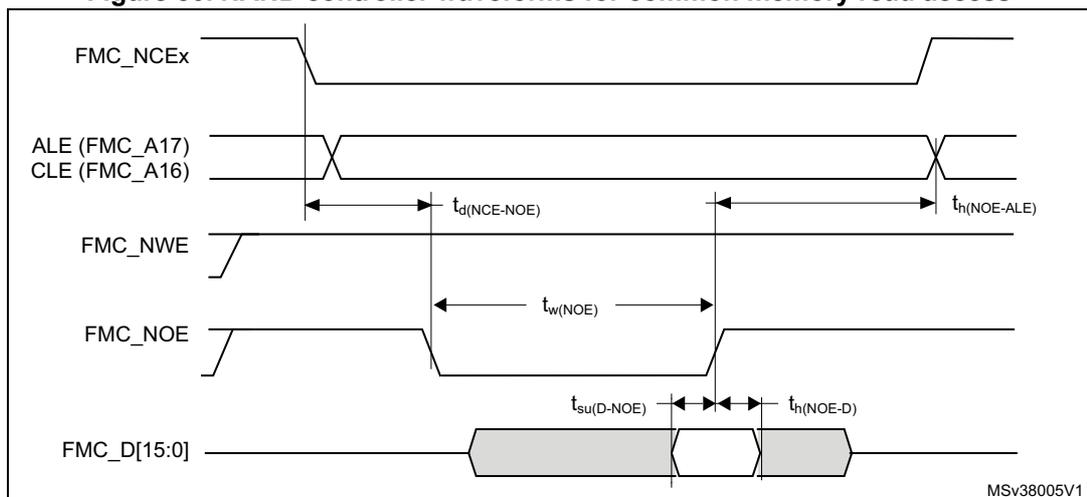 FMC_NCEx
ALE (FMC_A17)
CLE (FMC_A16)
td(NCE-NOE)
th(NOE-ALE)
FMC_NWE
tw(NOE)
FMC_NOE
tsu(D-NOE)
th(NOE-D)
FMC_D[15:0]
MSv38005V1